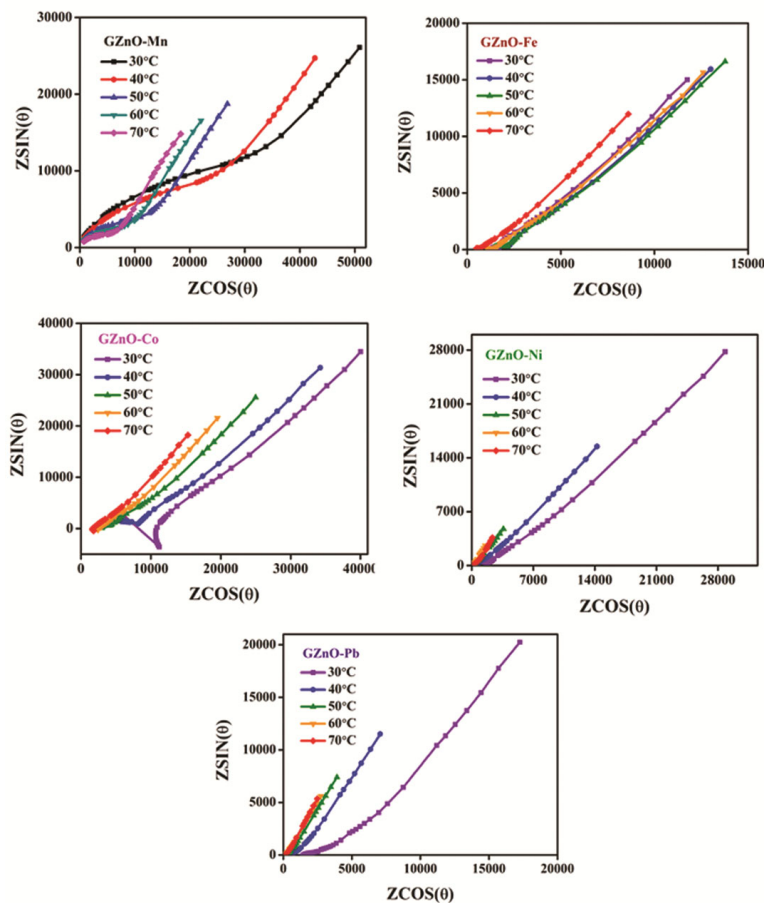 30000
20000
10000
0
ZSIN(θ)
GZnO-Mn
30°C
40°C
50°C
60°C
70°C
0 10000 20000 30000 40000 50000
ZCOS(θ)
20000
15000
10000
5000
0
ZSIN(θ)
GZnO-Fe
30°C
40°C
50°C
60°C
70°C
0 5000 10000 15000
ZCOS(θ)
40000
30000
20000
10000
0
ZSIN(θ)
GZnO-Co
30°C
40°C
50°C
60°C
70°C
0 10000 20000 30000 40000
ZCOS(θ)
28000
21000
14000
7000
0
ZSIN(θ)
GZnO-Ni
30°C
40°C
50°C
60°C
70°C
0 7000 14000 21000 28000
ZCOS(θ)
20000
15000
10000
5000
0
ZSIN(θ)
GZnO-Pb
30°C
40°C
50°C
60°C
70°C
0 5000 10000 15000 20000
ZCOS(θ)